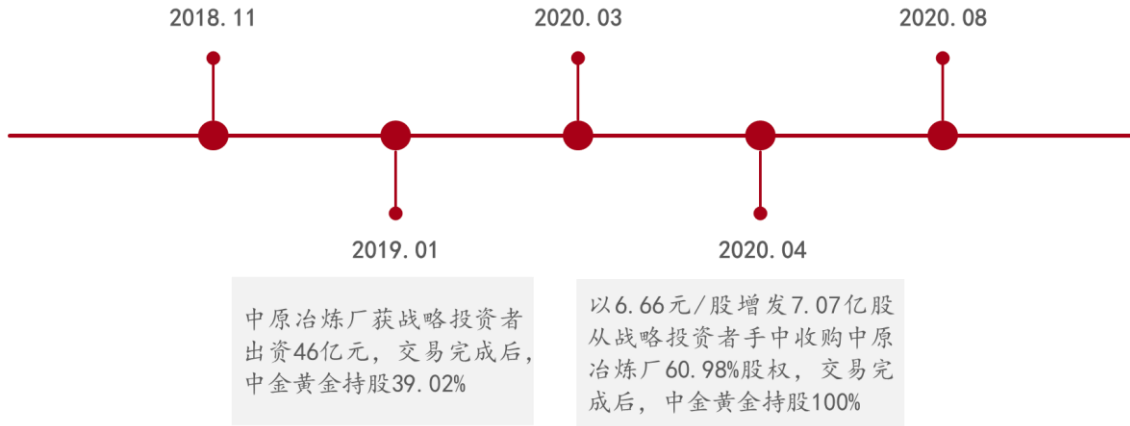 2018.11
2020.03
2020.08
2019.01
2020.04
中原冶炼厂获战略投资者
出资46亿元，交易完成后，
中金黄金持股39.02%
以6.66元/股增发7.07亿股
从战略投资者手中收购中原
冶炼厂60.98%股权，交易完
成后，中金黄金持股100%